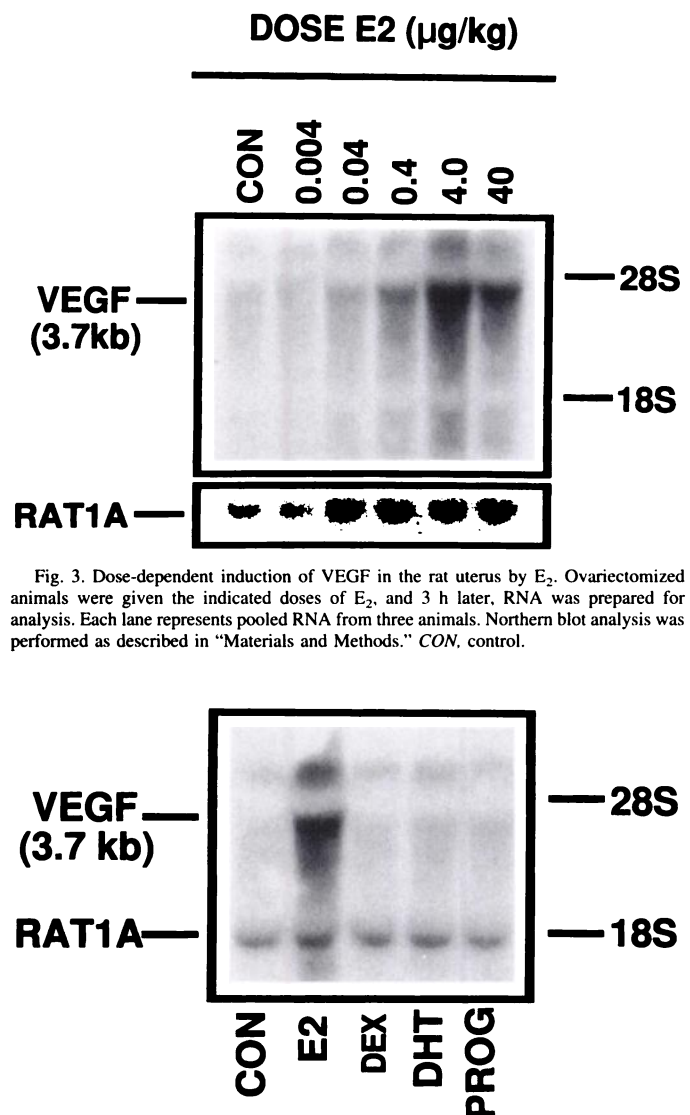 DOSE E2 (µg/kg)
CON 0.004 0.04 0.4 4.0 40
VEGF
(3.7kb)
28S
18S
RAT1A
Fig. 3. Dose-dependent induction of VEGF in the rat uterus by E₂. Ovariectomized
animals were given the indicated doses of E₂, and 3 h later, RNA was prepared for
analysis. Each lane represents pooled RNA from three animals. Northern blot analysis was
performed as described in “Materials and Methods.” CON, control.
VEGF
(3.7 kb)
28S
RAT1A
18S
CON E2 DEX DHT PROG